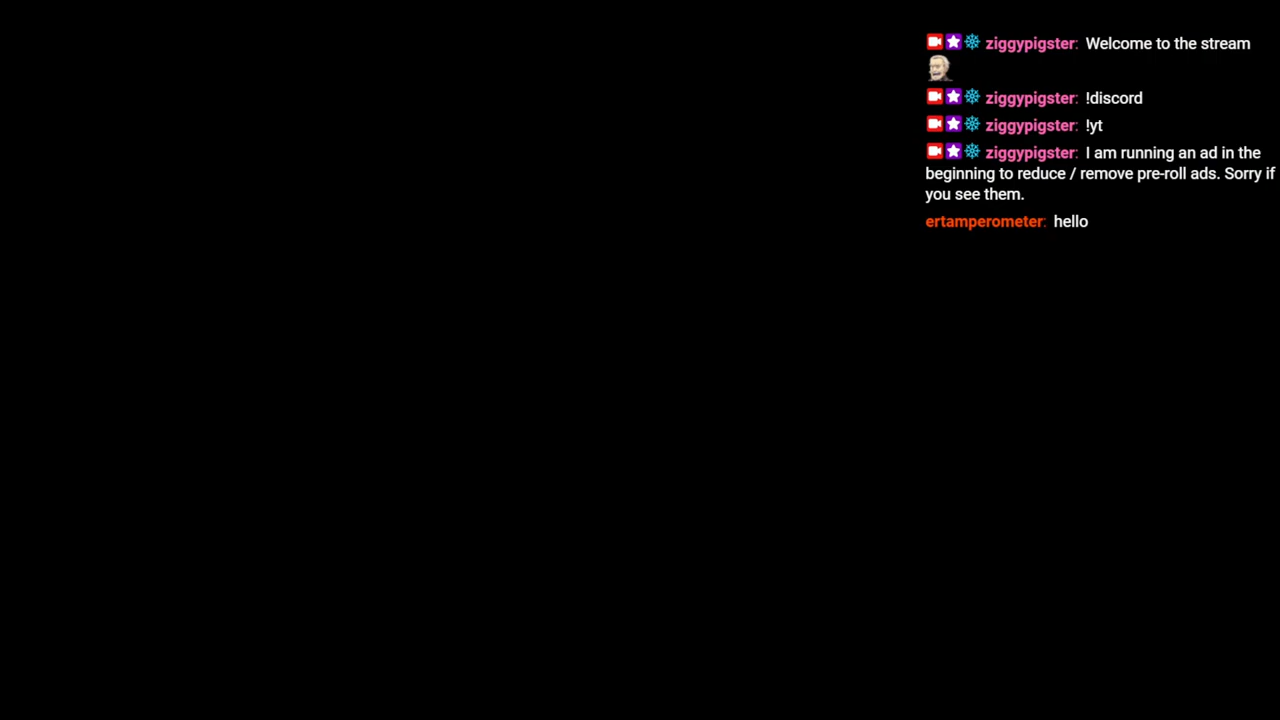 ziggypigster: Welcome to the stream
ziggypigster: !discord
ziggypigster: !yt
ziggypigster: I am running an ad in the
beginning to reduce / remove pre-roll ads. Sorry if
you see them.
ertamperometer: hello